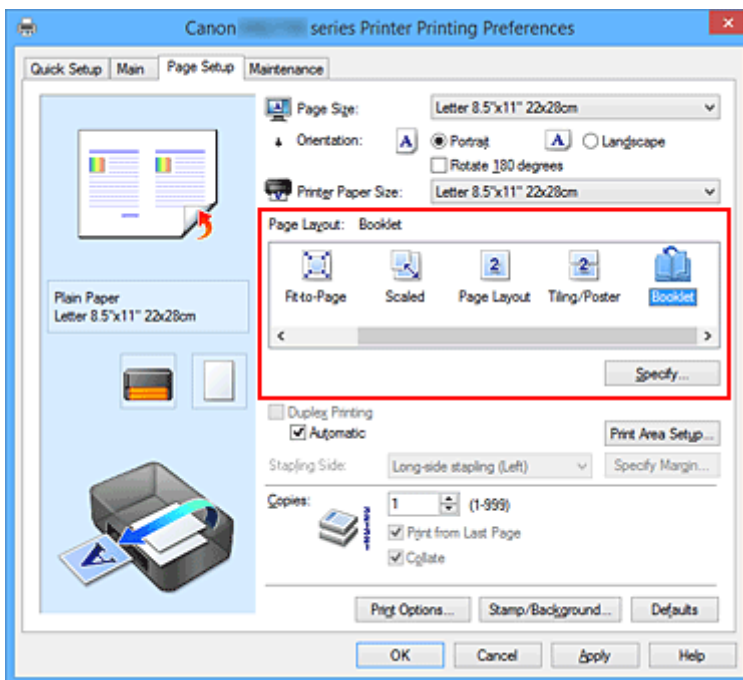 Canon series Printer Printing Preferences
Quick Setup Main Page Setup Maintenance
Page Size: Letter 8.5"x11" 22x28cm
Orientation: A Portrait A Landscape
Rotate 180 degrees
Printer Paper Size: Letter 8.5"x11" 22x28cm
Page Layout: Booklet
2 2
Fit-to-Page Scaled Page Layout Tiling/Poster Booklet
Specify...
Plain Paper
Letter 8.5"x11" 22x28cm
Duplex Printing
Automatic
Print Area Setup...
Stapling Side: Long-side stapling (Left) Specify Margin...
Copies: 1 (1-999)
Print from Last Page
Collate
A
Print Options... Stamp/Background... Defaults
OK Cancel Apply Help